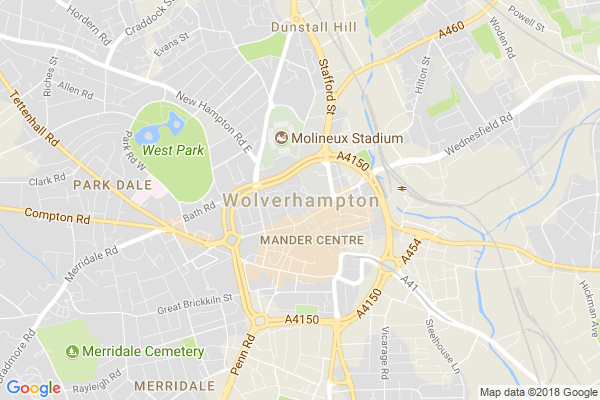 Craddock St
Hordern Rd
Evans St
Dunstall Hill
A460
Powell St
Woden Rd
Riches St
Allen Rd
Stafford St
Hilton St
Tettenhall Rd
New Hampton Rd E
Molineux Stadium
Wednesfield Rd
West Park
Park Rd W
A4150
Clark Rd
PARK DALE
Wolverhampton
Compton Rd
Bath Rd
MANDER CENTRE
A454
Merridale Rd
A41
Great Brickkiln St
A4150
A4150
Hickman Ave
Bradmore Rd
Merridale Cemetery
Penn Rd
Vicarage Rd
Steelhouse Ln
Rayleigh Rd
MERRIDALE
Google
Map data ©2018 Google